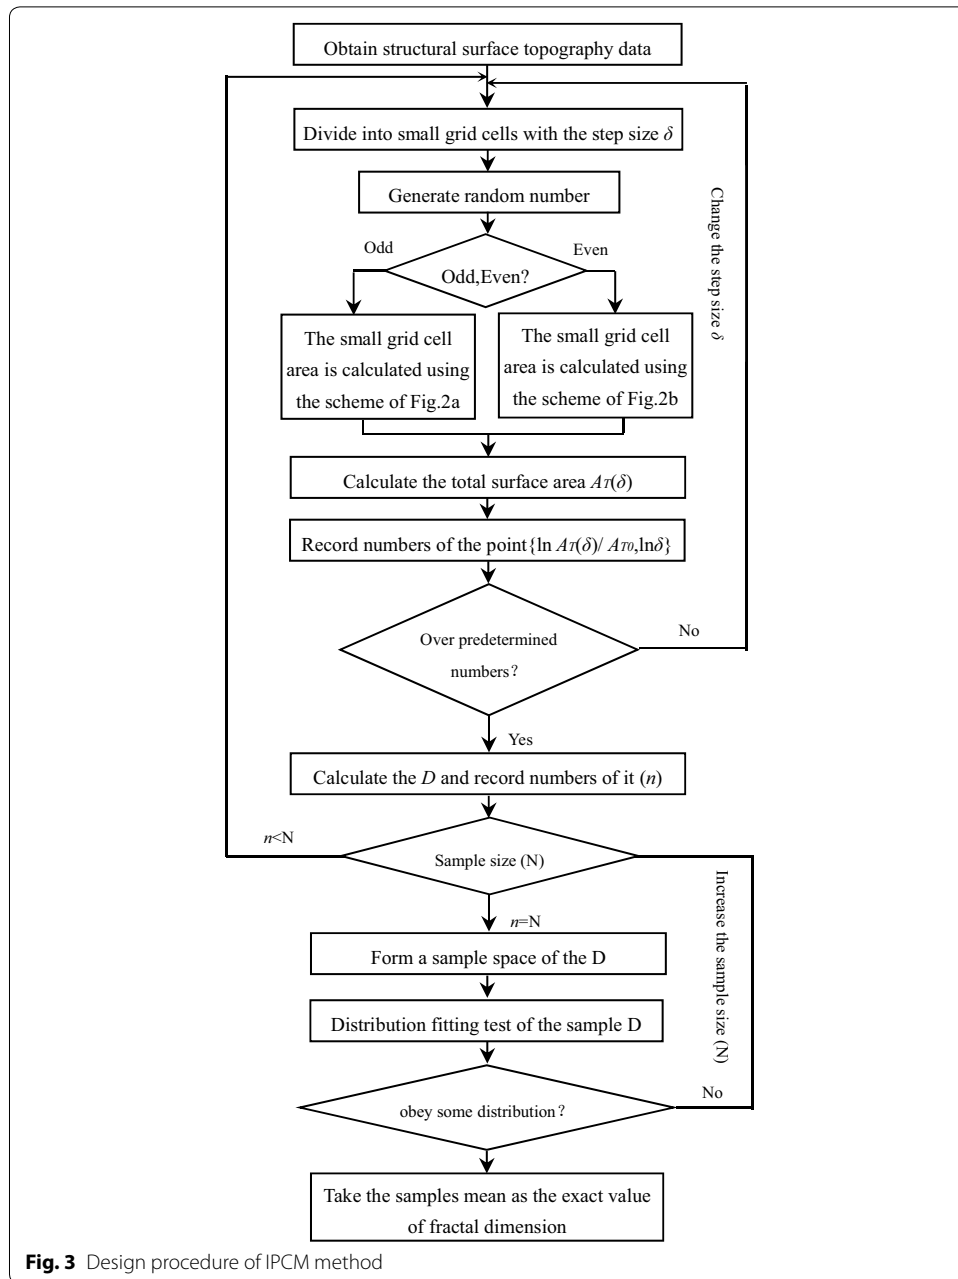 Obtain structural surface topography data
Divide into small grid cells with the step size δ
Generate random number
Odd
Even
Odd,Even?
The small grid cell
area is calculated using
the scheme of Fig.2a
The small grid cell
area is calculated using
the scheme of Fig.2b
Change the step size δ
Calculate the total surface area AT(δ)
Record numbers of the point{ln AT(δ)/ AT0,lnδ}
Over predetermined
numbers?
No
Yes
Calculate the D and record numbers of it (n)
n<N
Sample size (N)
n=N
Increase the sample size (N)
Form a sample space of the D
Distribution fitting test of the sample D
obey some distribution?
No
Take the samples mean as the exact value
of fractal dimension
Fig. 3 Design procedure of IPCM method